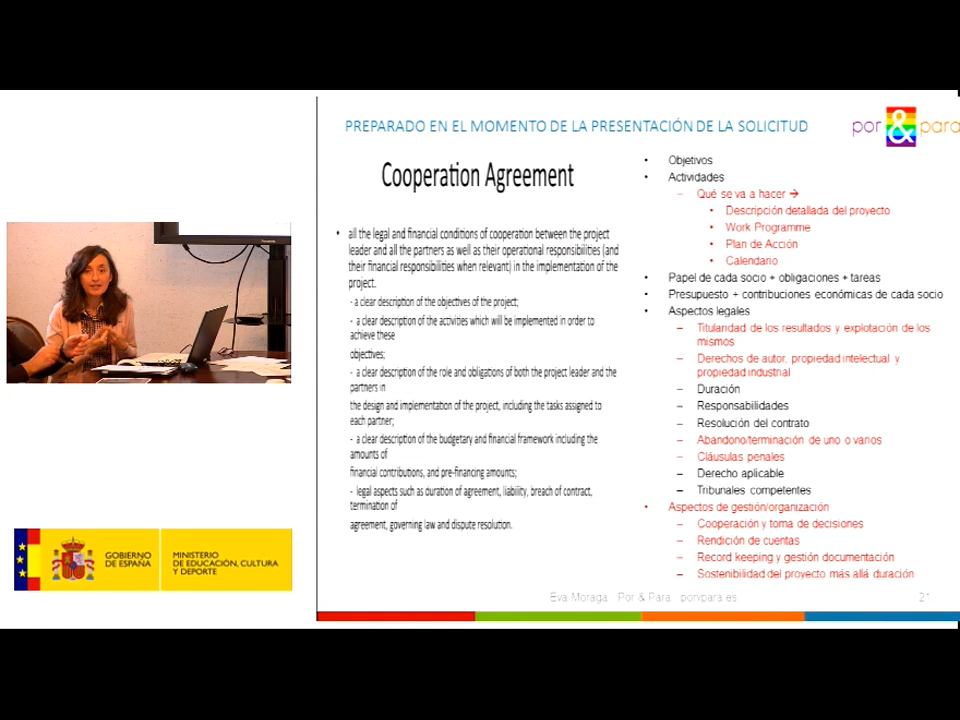 PREPARADO EN EL MOMENTO DE LA PRESENTACIÓN DE LA SOLICITUD
por & para
Cooperation Agreement
• all the legal and financial conditions of cooperation between the project
leader and all the partners as well as their operational responsibilities (and
their financial responsibilities when relevant) in the implementation of the
project.
- a clear description of the objectives of the project;
- a clear description of the activities which will be implemented in order to
achieve these
objectives;
- a clear description of the role and obligations of both the project leader and the
partners in
the design and implementation of the project, including the tasks assigned to
each partner;
- a clear description of the budgetary and financial framework including the
amounts of
financial contributions, and pre-financing amounts;
- legal aspects such as duration of agreement, liability, breach of contract,
termination of
agreement, governing law and dispute resolution.
• Objetivos
• Actividades
– Qué se va a hacer →
• Descripción detallada del proyecto
• Work Programme
• Plan de Acción
• Calendario
• Papel de cada socio + obligaciones + tareas
• Presupuesto + contribuciones económicas de cada socio
• Aspectos legales
– Titularidad de los resultados y explotación de los
mismos
– Derechos de autor, propiedad intelectual y
propiedad industrial
– Duración
– Responsabilidades
– Resolución del contrato
– Abandono/terminación de uno o varios
– Cláusulas penales
– Derecho aplicable
– Tribunales competentes
• Aspectos de gestión/organización
– Cooperación y toma de decisiones
– Rendición de cuentas
– Record keeping y gestión documentación
– Sostenibilidad del proyecto más allá duración
Eva Moraga. Por & Para. porypara.es
21
GOBIERNO
DE ESPAÑA
MINISTERIO
DE EDUCACIÓN, CULTURA
Y DEPORTE